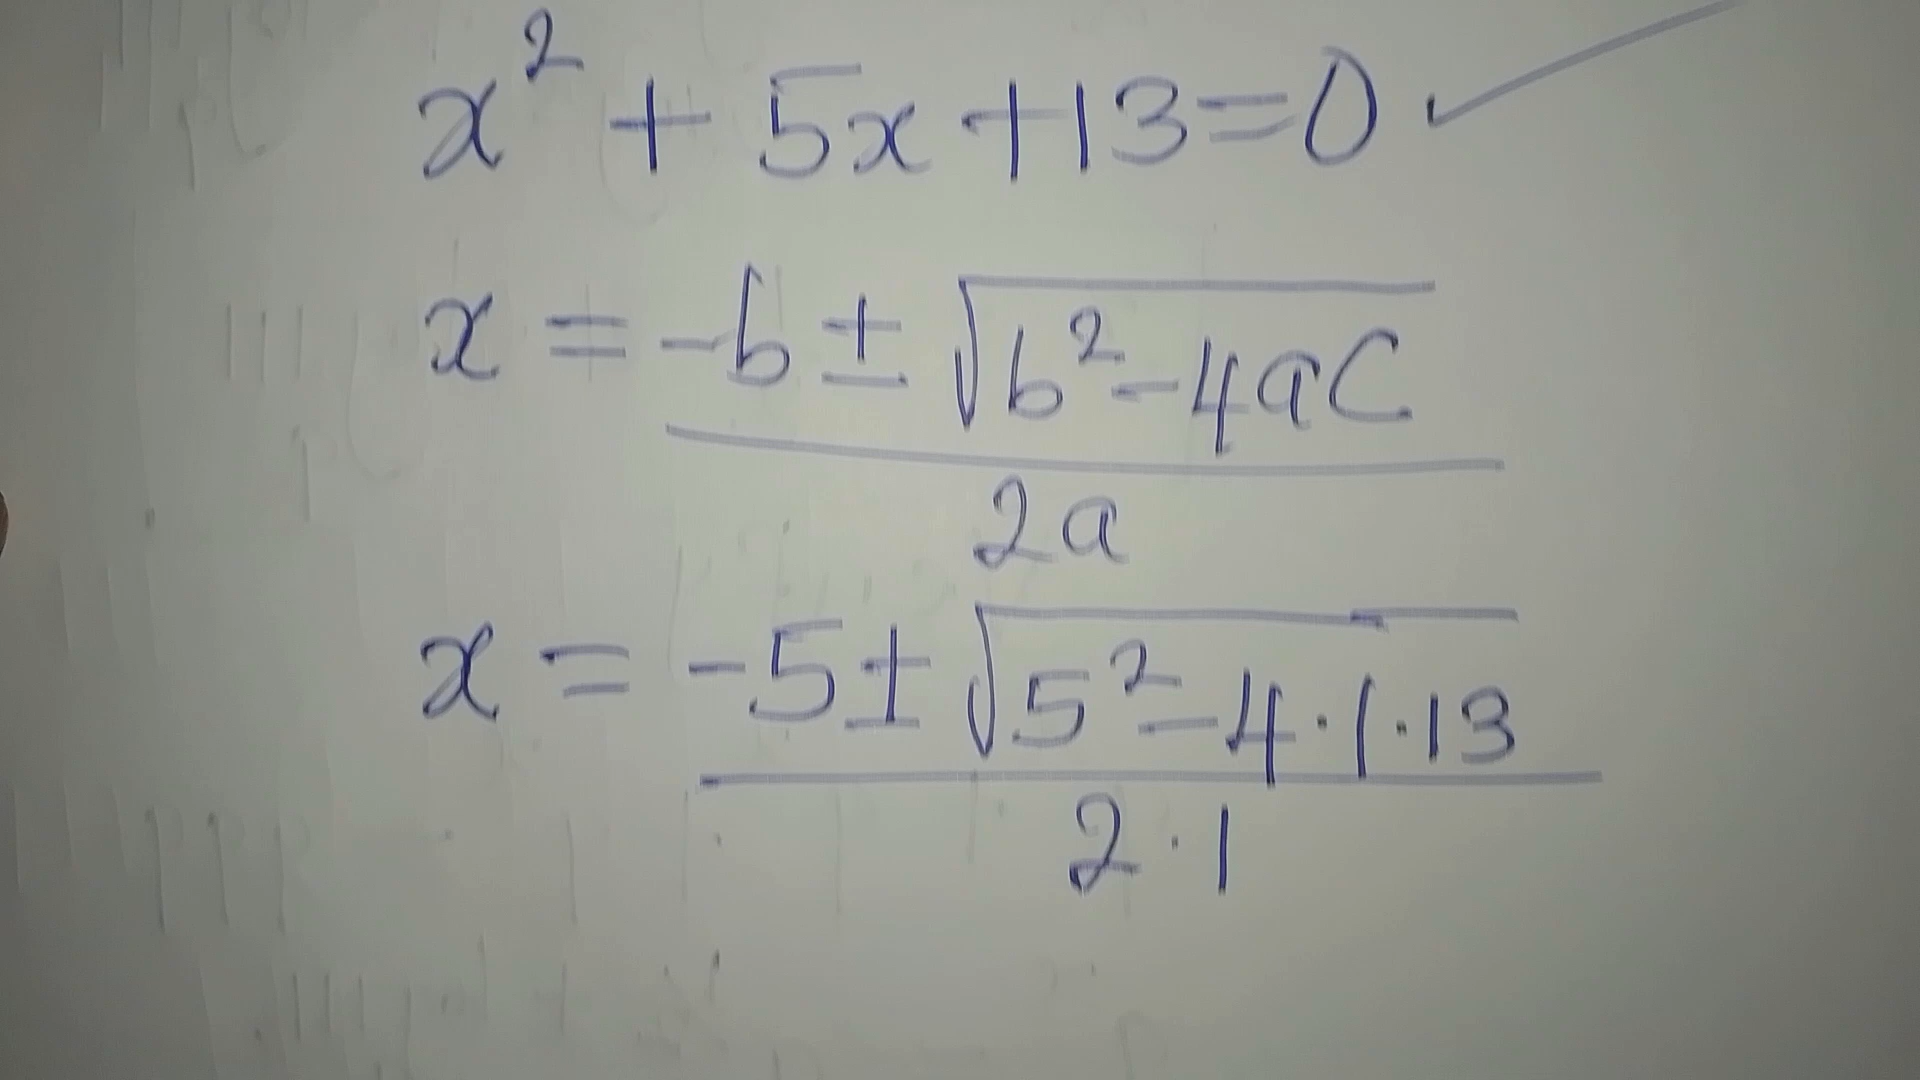 x² + 5x + 13 = 0 ✓
x = -b ± √(b² - 4aC) / 2a
x = -5 ± √(5² - 4·1·13) / 2·1